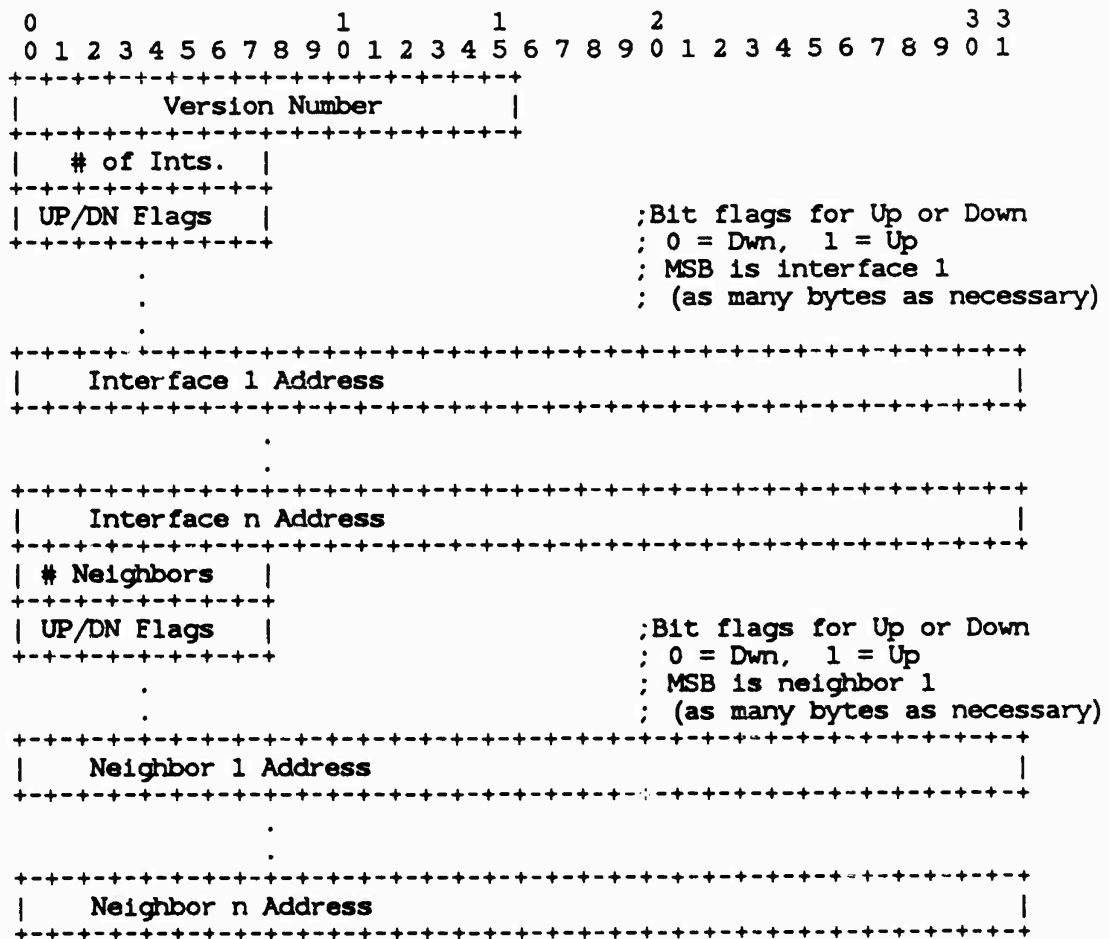 0                   1         1         2                   3 3
0 1 2 3 4 5 6 7 8 9 0 1 2 3 4 5 6 7 8 9 0 1 2 3 4 5 6 7 8 9 0 1
+-+-+-+-+-+-+-+-+-+-+-+-+-+-+-+-+
|         Version Number        |
+-+-+-+-+-+-+-+-+-+-+-+-+-+-+-+-+
|   # of Ints.  |
+-+-+-+-+-+-+-+-+
| UP/DN Flags   |                       ;Bit flags for Up or Down
+-+-+-+-+-+-+-+-+                       ; 0 = Dwn,  1 = Up
        .                               ; MSB is interface 1
        .                               ;  (as many bytes as necessary)
        .
+-+-+-+-+-+-+-+-+-+-+-+-+-+-+-+-+-+-+-+-+-+-+-+-+-+-+-+-+-+-+-+-+
|    Interface 1 Address                                        |
+-+-+-+-+-+-+-+-+-+-+-+-+-+-+-+-+-+-+-+-+-+-+-+-+-+-+-+-+-+-+-+-+
                .
                .
+-+-+-+-+-+-+-+-+-+-+-+-+-+-+-+-+-+-+-+-+-+-+-+-+-+-+-+-+-+-+-+-+
|    Interface n Address                                        |
+-+-+-+-+-+-+-+-+-+-+-+-+-+-+-+-+-+-+-+-+-+-+-+-+-+-+-+-+-+-+-+-+
| # Neighbors   |
+-+-+-+-+-+-+-+-+
| UP/DN Flags   |                       ;Bit flags for Up or Down
+-+-+-+-+-+-+-+-+                       ; 0 = Dwn,  1 = Up
        .                               ; MSB is neighbor 1
        .                               ;  (as many bytes as necessary)
+-+-+-+-+-+-+-+-+-+-+-+-+-+-+-+-+-+-+-+-+-+-+-+-+-+-+-+-+-+-+-+-+
|    Neighbor 1 Address                                         |
+-+-+-+-+-+-+-+-+-+-+-+-+-+-+-+-+-+-+-+-+-+-+-+-+-+-+-+-+-+-+-+-+
                .
                .
+-+-+-+-+-+-+-+-+-+-+-+-+-+-+-+-+-+-+-+-+-+-+-+-+-+-+-+-+-+-+-+-+
|    Neighbor n Address                                         |
+-+-+-+-+-+-+-+-+-+-+-+-+-+-+-+-+-+-+-+-+-+-+-+-+-+-+-+-+-+-+-+-+